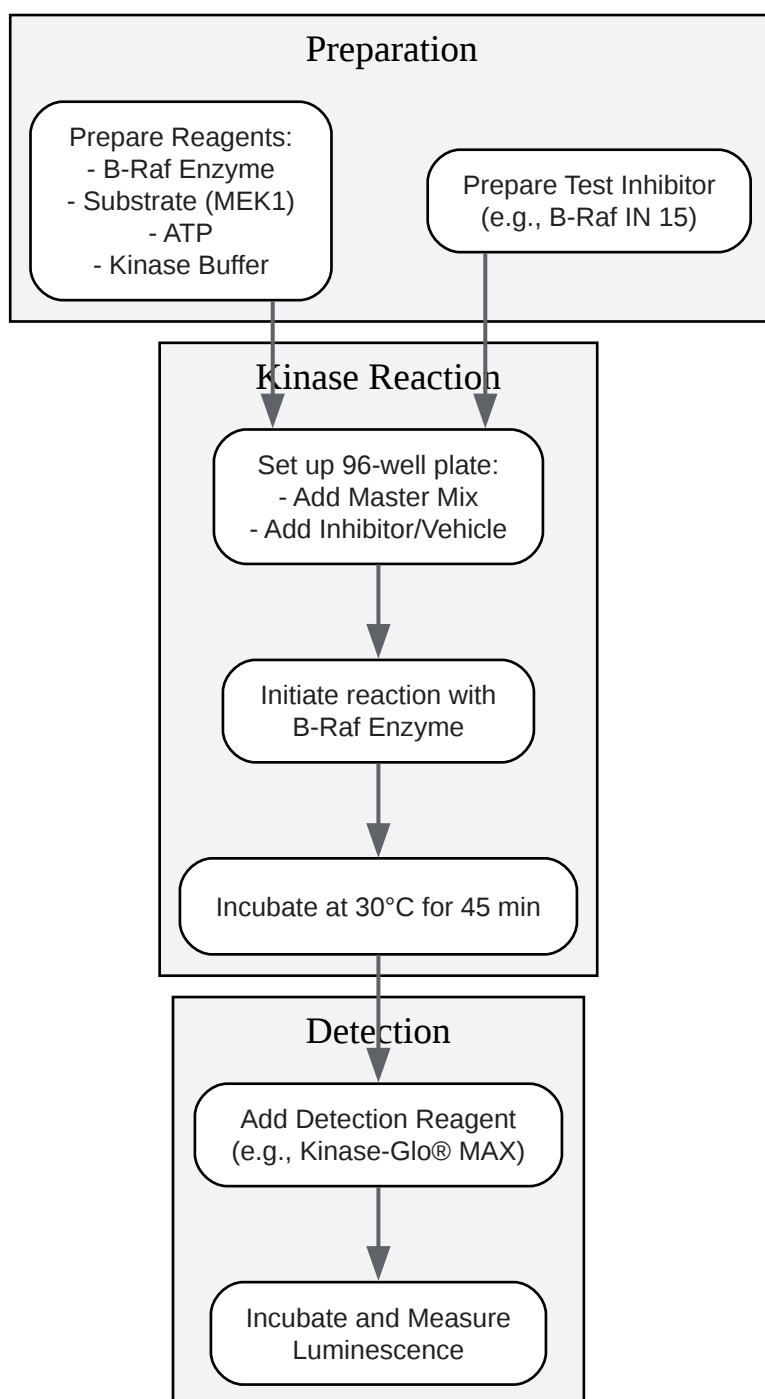 Preparation
Prepare Reagents:
- B-Raf Enzyme
- Substrate (MEK1)
- ATP
- Kinase Buffer
Prepare Test Inhibitor
(e.g., B-Raf IN 15)
Kinase Reaction
Set up 96-well plate:
- Add Master Mix
- Add Inhibitor/Vehicle
Initiate reaction with
B-Raf Enzyme
Incubate at 30°C for 45 min
Detection
Add Detection Reagent
(e.g., Kinase-Glo® MAX)
Incubate and Measure
Luminescence